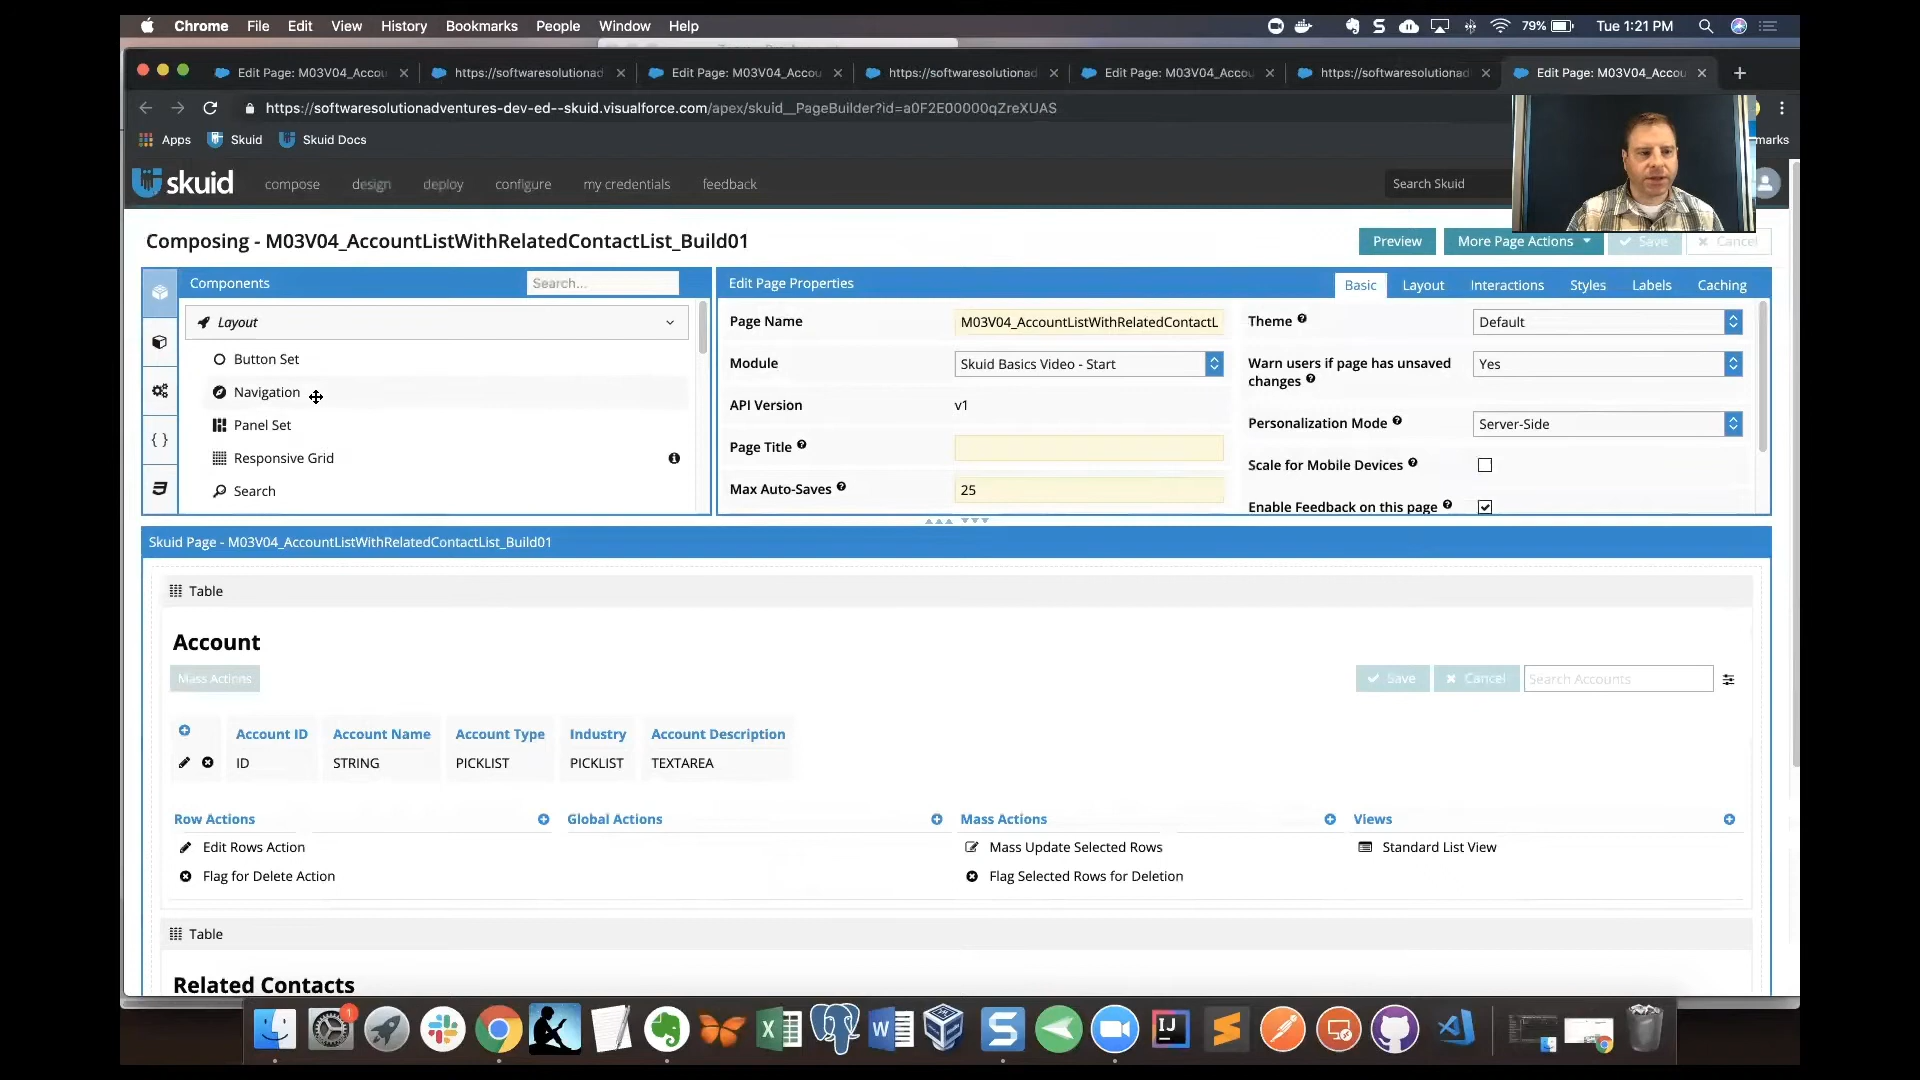 Chrome File Edit View History Bookmarks People Window Help 79% Tue 1:21 PM
Edit Page: M03V04_Accou https://softwaresolutionad Edit Page: M03V04_Accou https://softwaresolutionad Edit Page: M03V04_Accou https://softwaresolutionad Edit Page: M03V04_Accou
https://softwaresolutionadventures-dev-ed--skuid.visualforce.com/apex/skuid__PageBuilder?id=a0F2E00000qZreXUAS
Apps Skuid Skuid Docs marks
skuid compose design deploy configure my credentials feedback Search Skuid
Composing - M03V04_AccountListWithRelatedContactList_Build01 Preview More Page Actions Save Cancel
Components Search... Edit Page Properties Basic Layout Interactions Styles Labels Caching
Layout
Button Set
Navigation
Panel Set
Responsive Grid
Search
Page Name M03V04_AccountListWithRelatedContactL
Module Skuid Basics Video - Start
API Version v1
Page Title
Max Auto-Saves 25
Theme Default
Warn users if page has unsaved
changes Yes
Personalization Mode Server-Side
Scale for Mobile Devices
Enable Feedback on this page
Skuid Page - M03V04_AccountListWithRelatedContactList_Build01
Table
Account
Mass Actions Save Cancel Search Accounts
Account ID Account Name Account Type Industry Account Description
ID STRING PICKLIST PICKLIST TEXTAREA
Row Actions Global Actions Mass Actions Views
Edit Rows Action Mass Update Selected Rows Standard List View
Flag for Delete Action Flag Selected Rows for Deletion
Table
Related Contacts